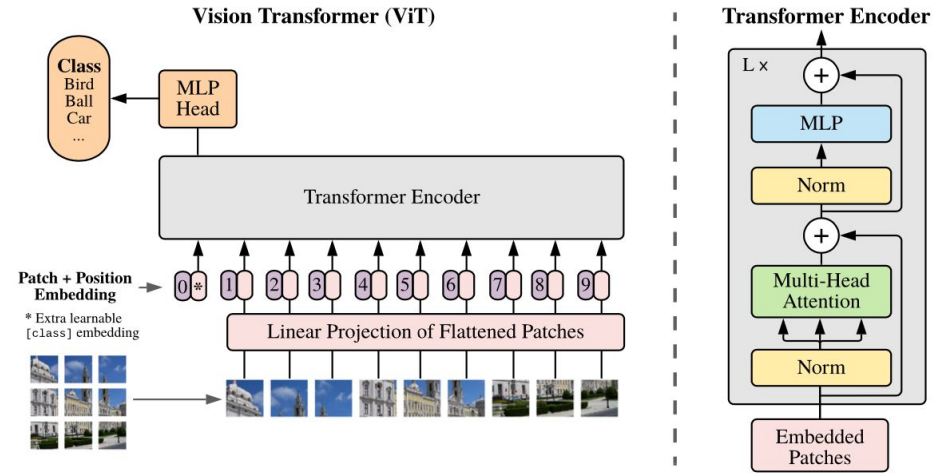 Vision Transformer (ViT)
Class
Bird
Ball
Car
...
MLP
Head
Transformer Encoder
Patch + Position
Embedding
0 * 1 2 3 4 5 6 7 8 9
* Extra learnable
[class] embedding
Linear Projection of Flattened Patches
Transformer Encoder
L ×
+
MLP
Norm
+
Multi-Head
Attention
Norm
Embedded
Patches